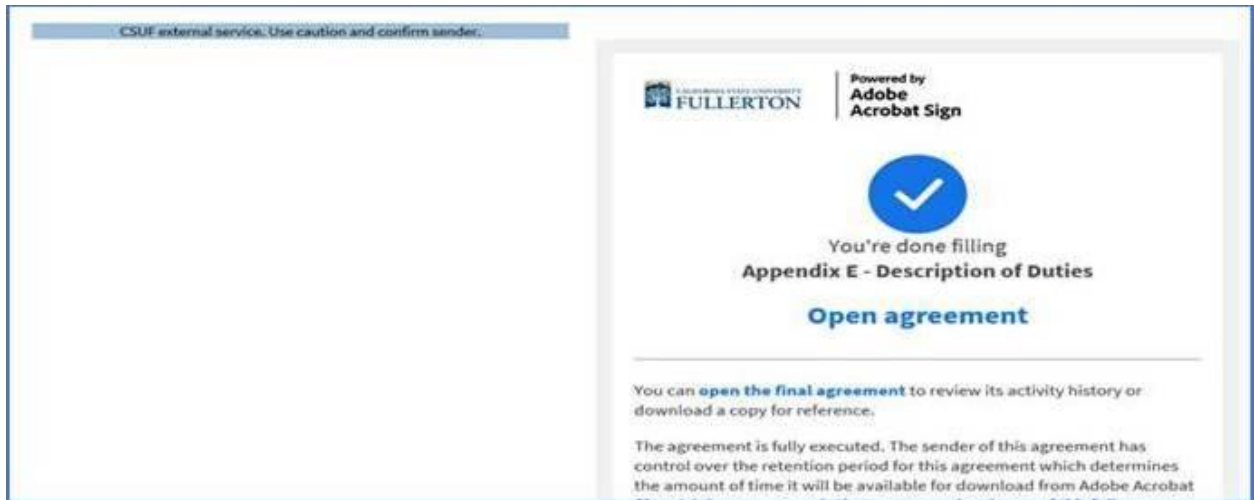 CSUF external service. Use caution and confirm sender.
CALIFORNIA STATE UNIVERSITY
FULLERTON
Powered by
Adobe
Acrobat Sign
You're done filling
Appendix E - Description of Duties
Open agreement
You can open the final agreement to review its activity history or
download a copy for reference.
The agreement is fully executed. The sender of this agreement has
control over the retention period for this agreement which determines
the amount of time it will be available for download from Adobe Acrobat